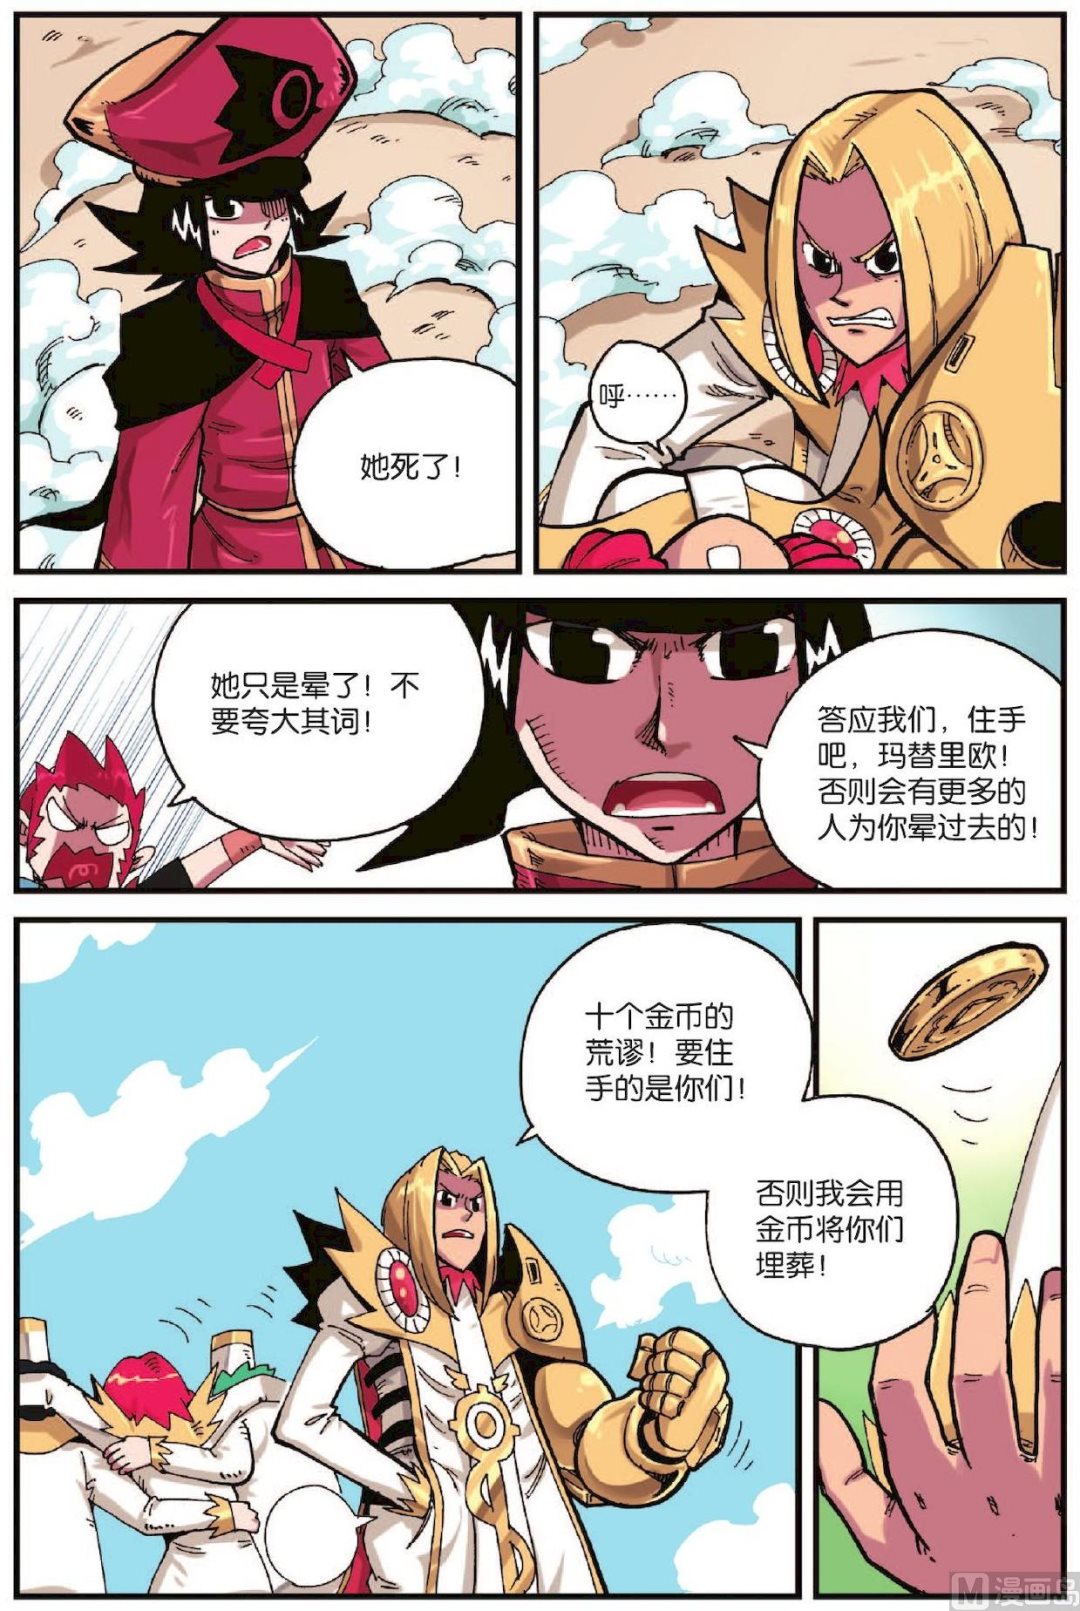 她死了！
呼……
她只是晕了！不
要夸大其词！
答应我们，住手
吧，玛替里欧！
否则会有更多的
人为你晕过去的！
十个金币的
荒谬！要住
手的是你们！
否则我会用
金币将你们
埋葬！
M 漫画岛